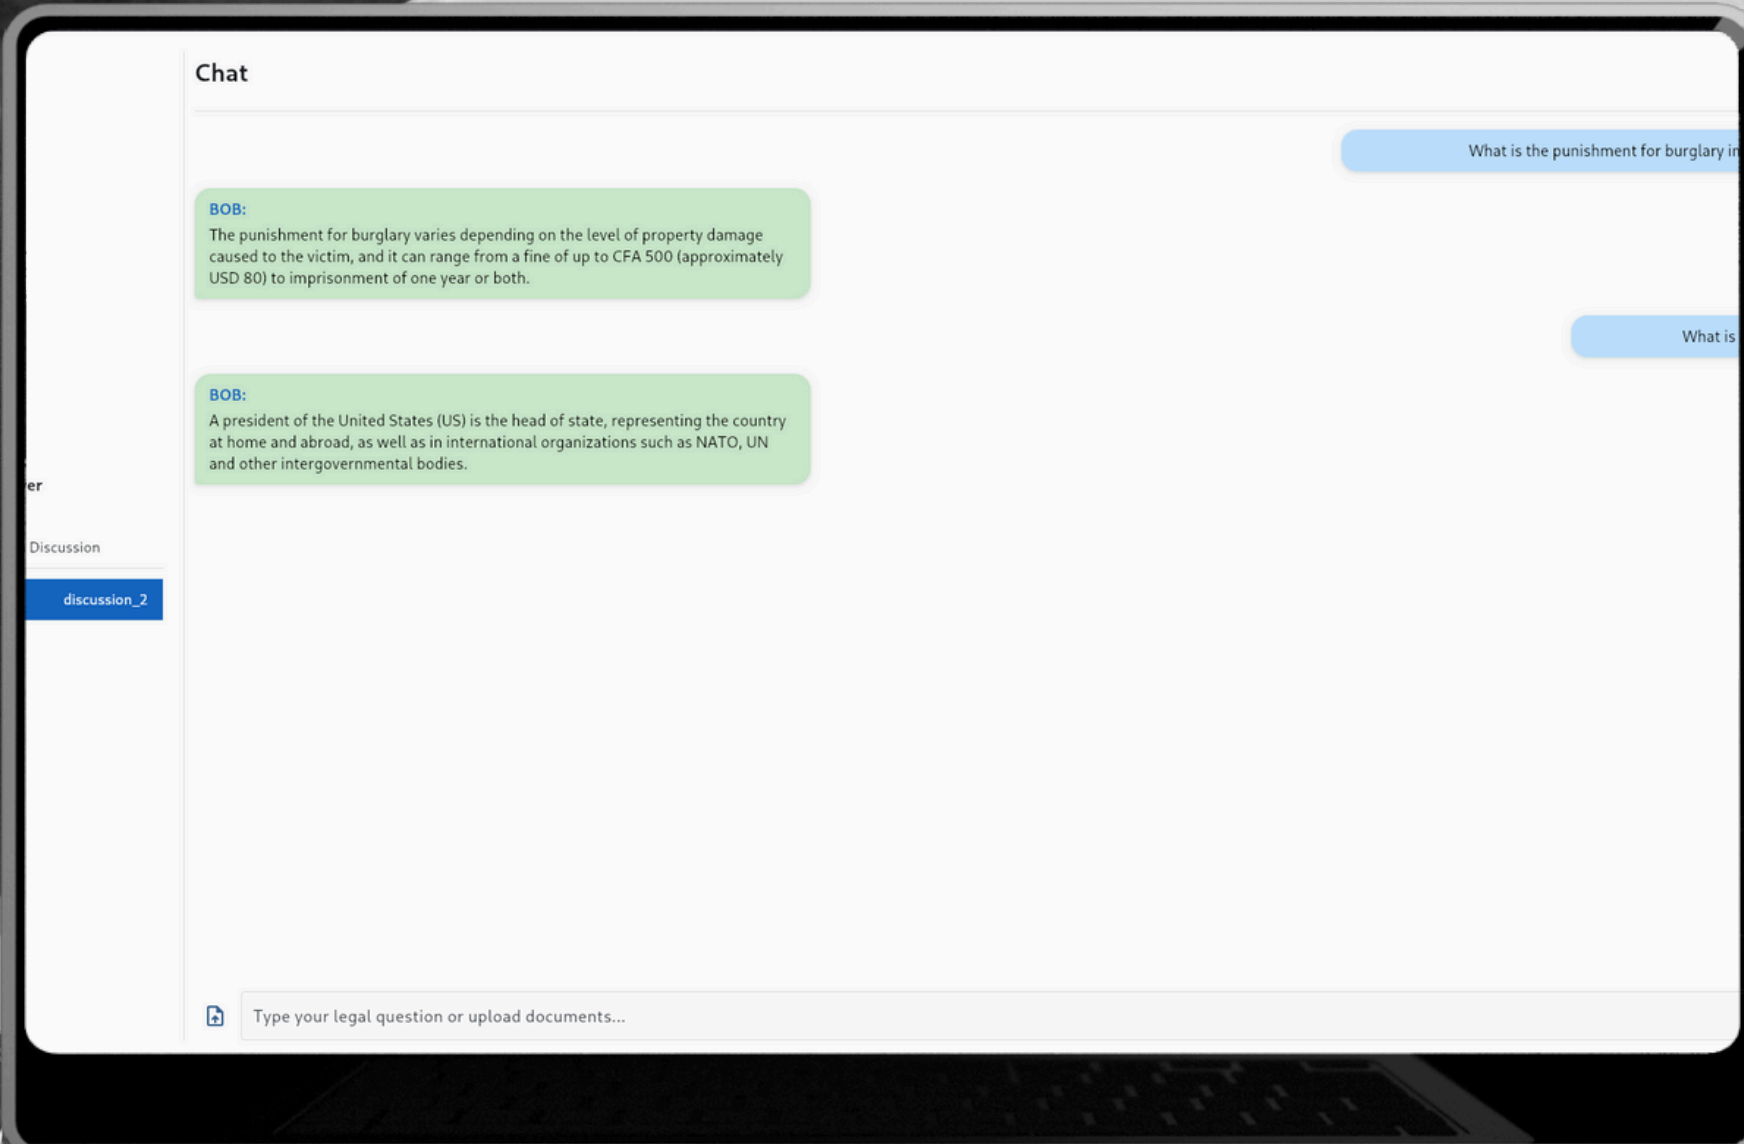 Chat
What is the punishment for burglary in
BOB:
The punishment for burglary varies depending on the level of property damage
caused to the victim, and it can range from a fine of up to CFA 500 (approximately
USD 80) to imprisonment of one year or both.
What is
BOB:
A president of the United States (US) is the head of state, representing the country
at home and abroad, as well as in international organizations such as NATO, UN
and other intergovernmental bodies.
er
Discussion
discussion_2
Type your legal question or upload documents...